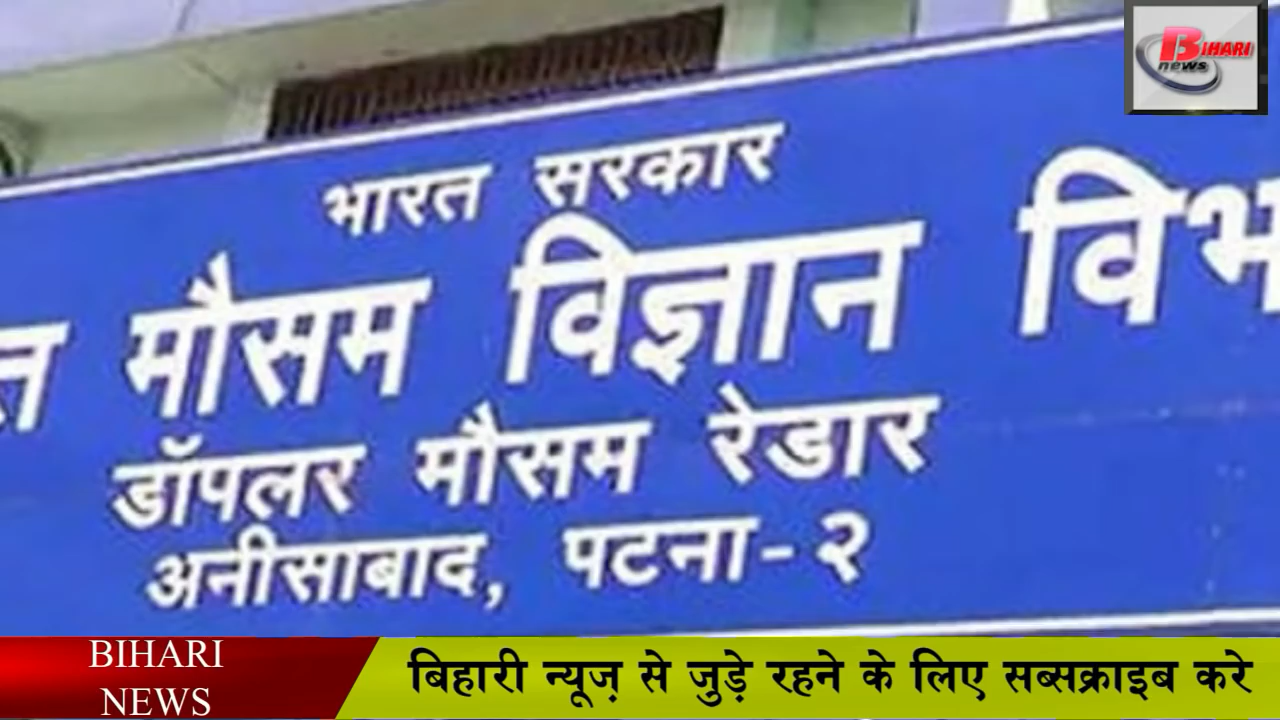 BIHARI
news
भारत सरकार
मौसम विज्ञान
डॉपलर मौसम रेडार
अनीसाबाद, पटना-२
BIHARI
NEWS
बिहारी न्यूज़ से जुड़े रहने के लिए सब्सक्राइब करे